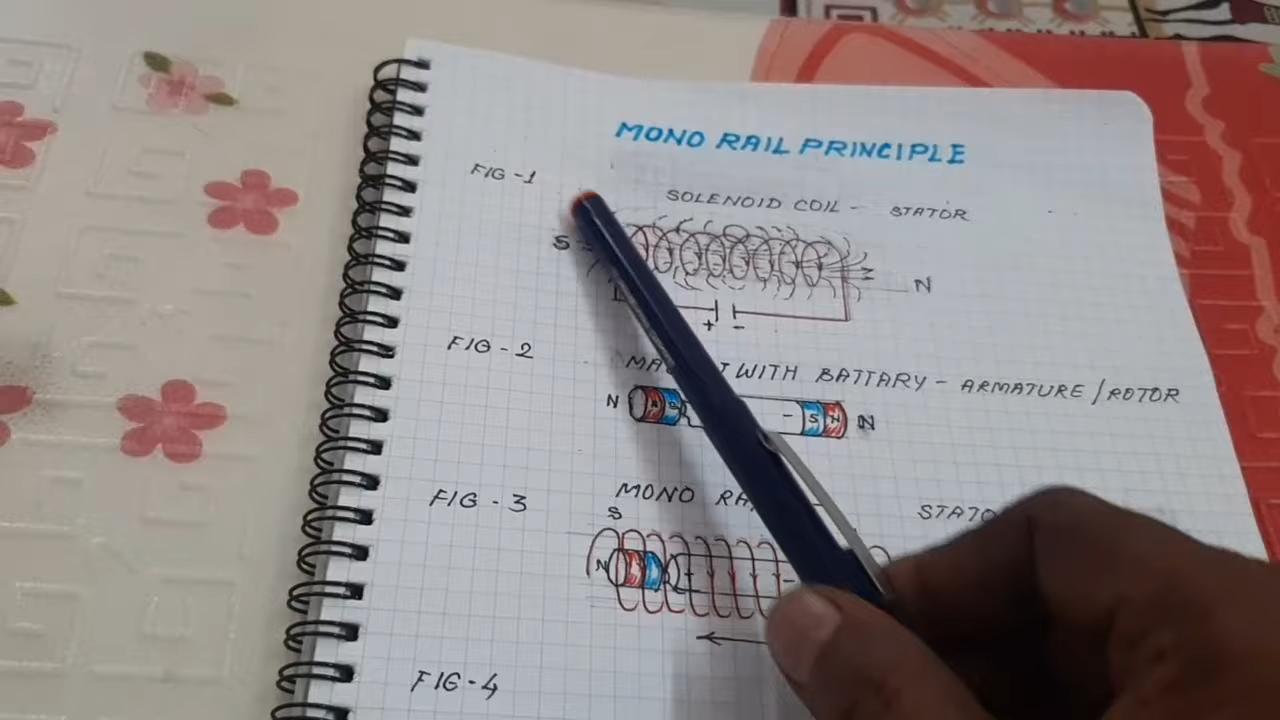 MONO RAIL PRINCIPLE
FIG-1
SOLENOID COIL - STATOR
S
N
+ -
FIG-2
WITH BATTARY - ARMATURE/ROTOR
N - S N N
FIG-3
MONO
S
N
-
FIG-4